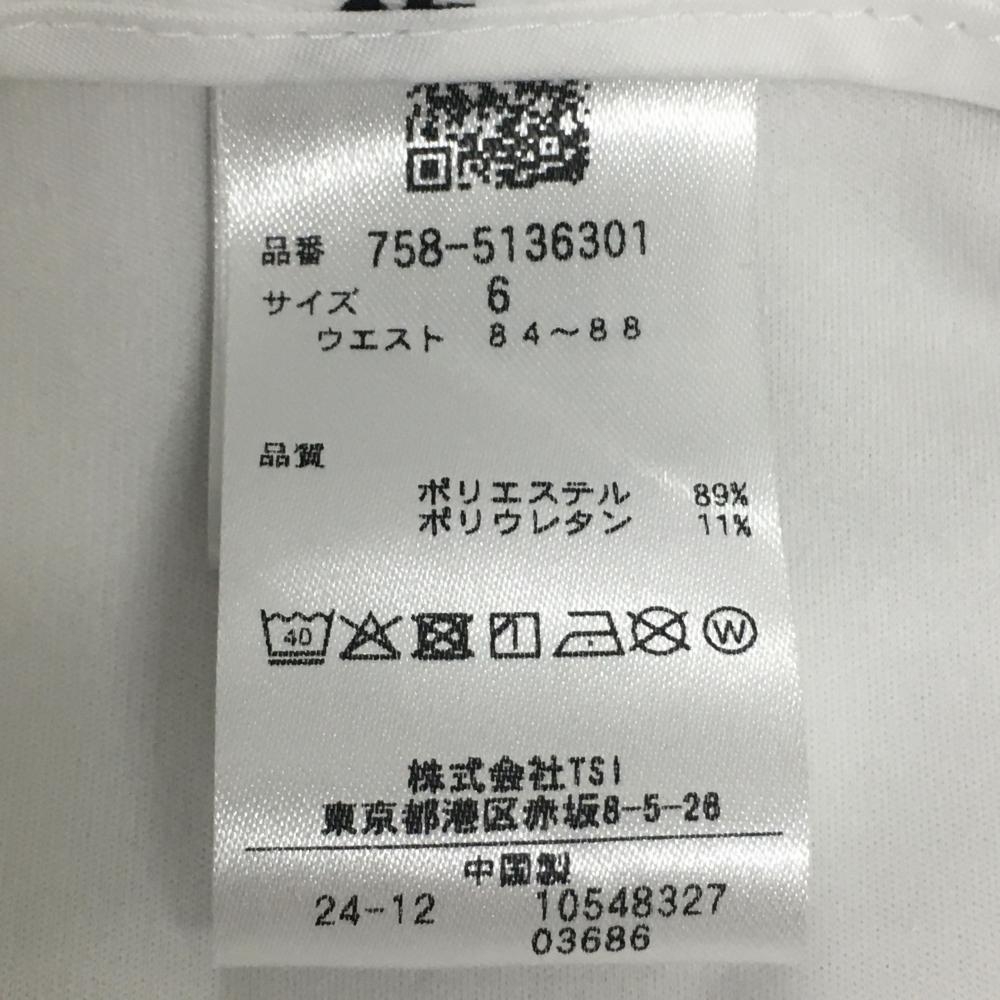 品番 758-5136301
サイズ 6
ウエスト 84～88
品質
ポリエステル 89%
ポリウレタン 11%
40 W
株式会社TSI
東京都港区赤坂8-5-26
中国製
24-12 10548327
03686